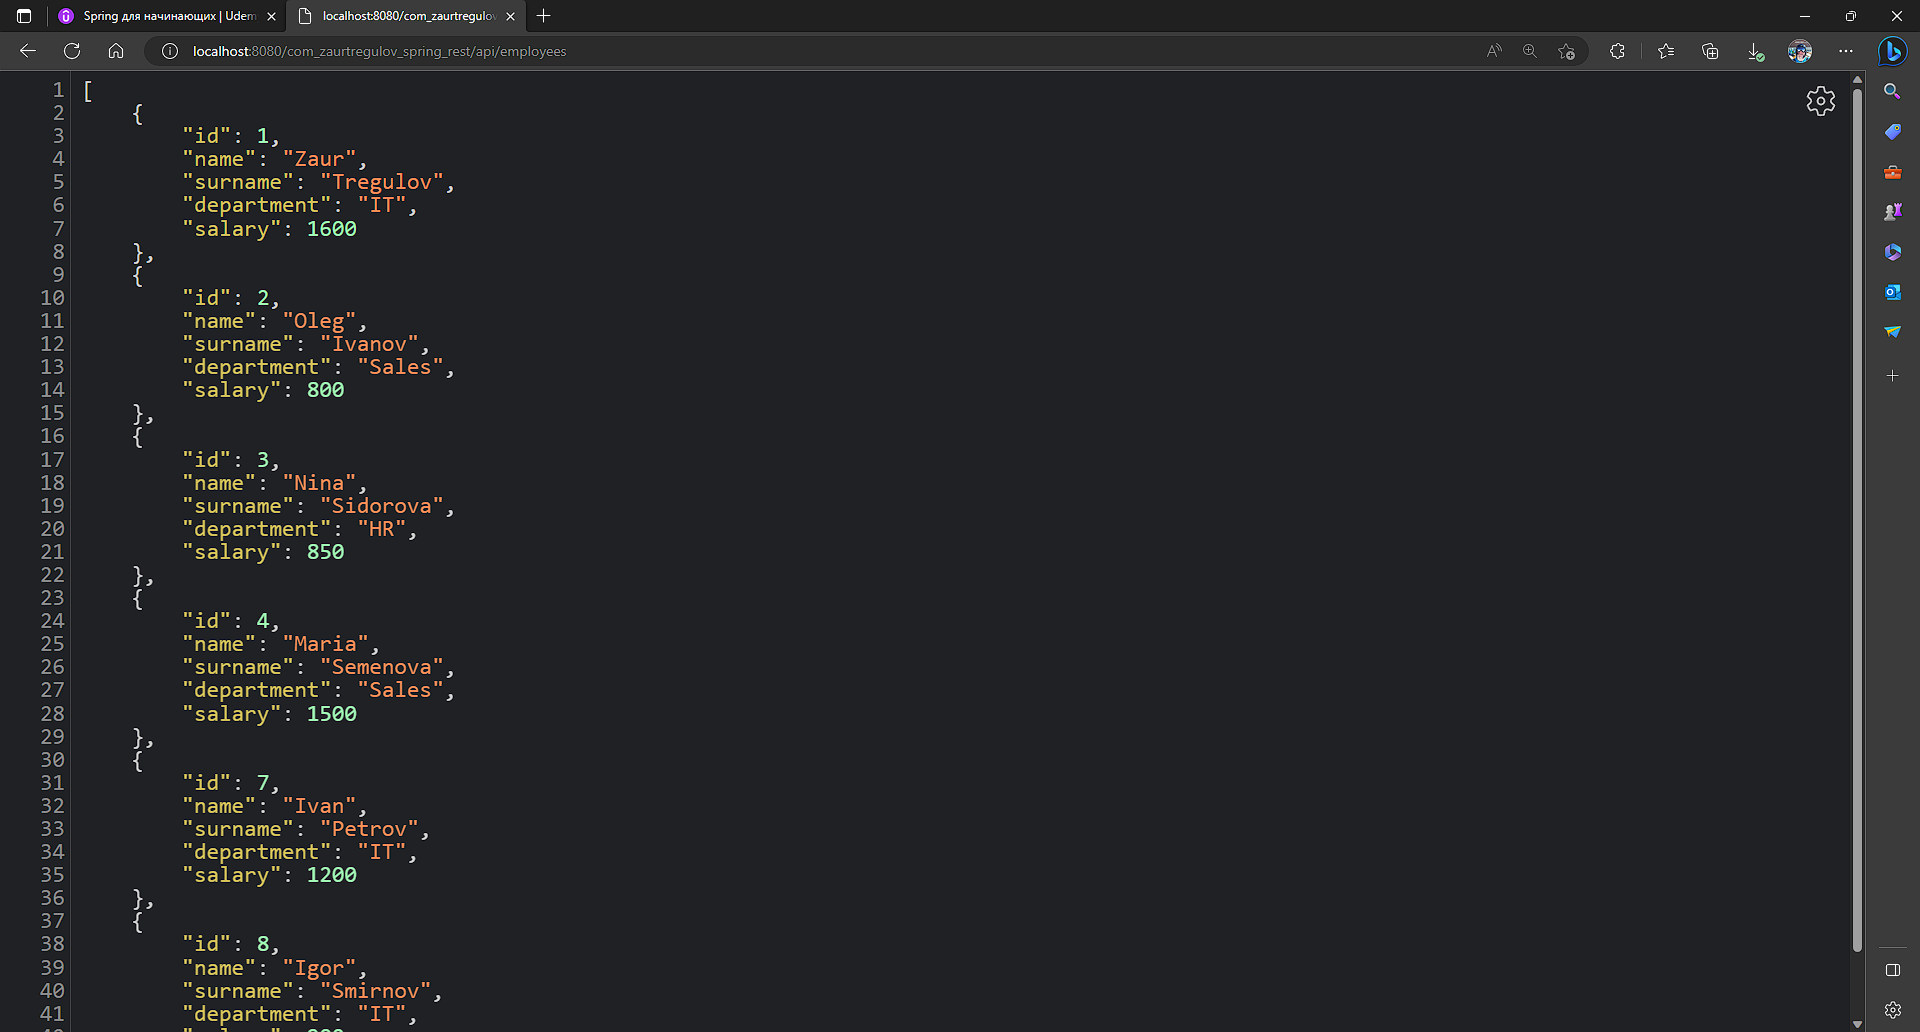 Spring для начинающих | Udem
localhost:8080/com_zaurtregulov
localhost:8080/com_zaurtregulov_spring_rest/api/employees
1 [
2 {
3 "id": 1,
4 "name": "Zaur",
5 "surname": "Tregulov",
6 "department": "IT",
7 "salary": 1600
8 },
9 {
10 "id": 2,
11 "name": "Oleg",
12 "surname": "Ivanov",
13 "department": "Sales",
14 "salary": 800
15 },
16 {
17 "id": 3,
18 "name": "Nina",
19 "surname": "Sidorova",
20 "department": "HR",
21 "salary": 850
22 },
23 {
24 "id": 4,
25 "name": "Maria",
26 "surname": "Semenova",
27 "department": "Sales",
28 "salary": 1500
29 },
30 {
31 "id": 7,
32 "name": "Ivan",
33 "surname": "Petrov",
34 "department": "IT",
35 "salary": 1200
36 },
37 {
38 "id": 8,
39 "name": "Igor",
40 "surname": "Smirnov",
41 "department": "IT",